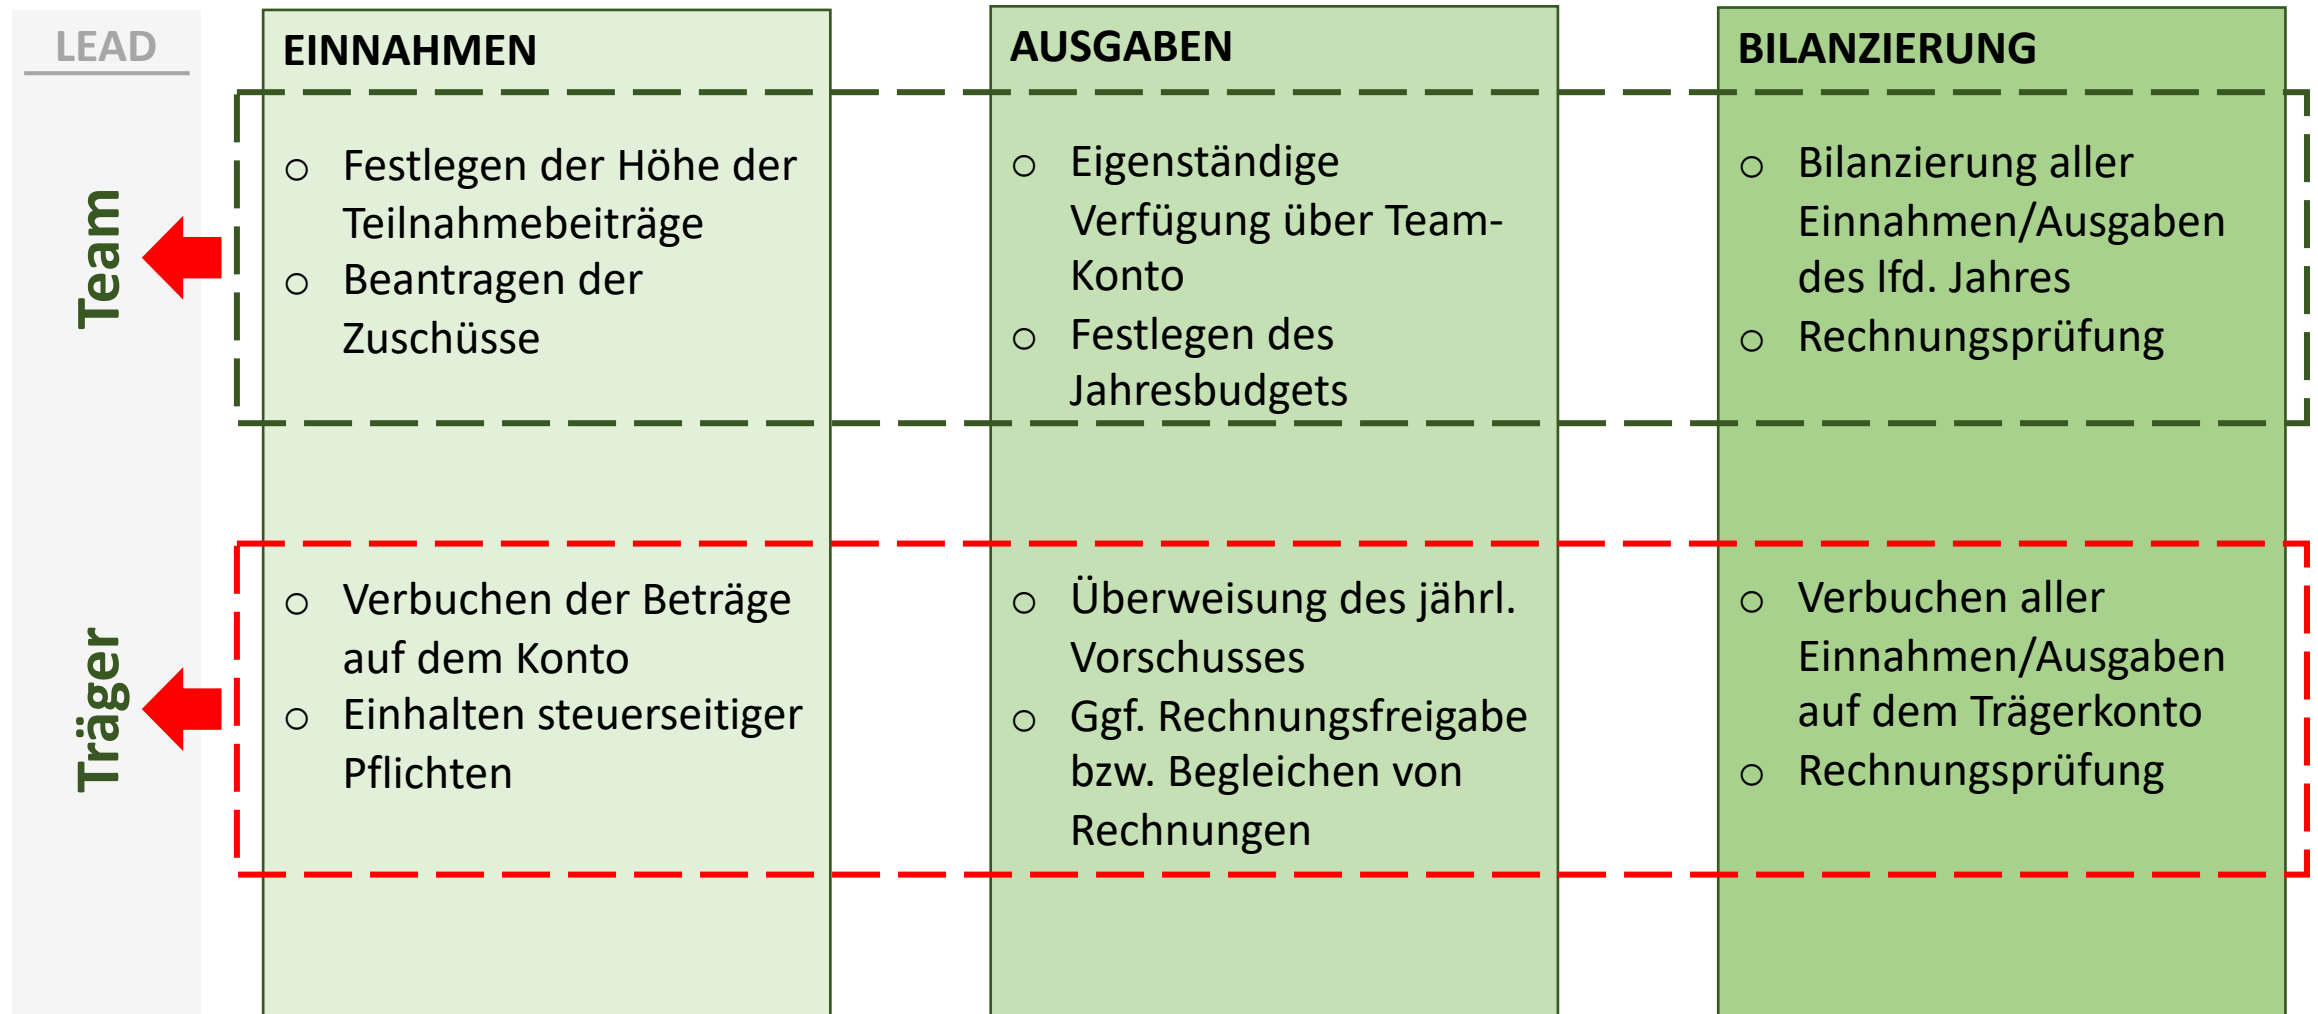 LEAD
EINNAHMEN
AUSGABEN
BILANZIERUNG
Team
o Festlegen der Höhe der
Teilnahmebeiträge
o Beantragen der
Zuschüsse
o Eigenständige
Verfügung über Team-
Konto
o Festlegen des
Jahresbudgets
o Bilanzierung aller
Einnahmen/Ausgaben
des lfd. Jahres
o Rechnungsprüfung
Träger
o Verbuchen der Beträge
auf dem Konto
o Einhalten steuerseitiger
Pflichten
o Überweisung des jährl.
Vorschusses
o Ggf. Rechnungsfreigabe
bzw. Begleichen von
Rechnungen
o Verbuchen aller
Einnahmen/Ausgaben
auf dem Trägerkonto
o Rechnungsprüfung